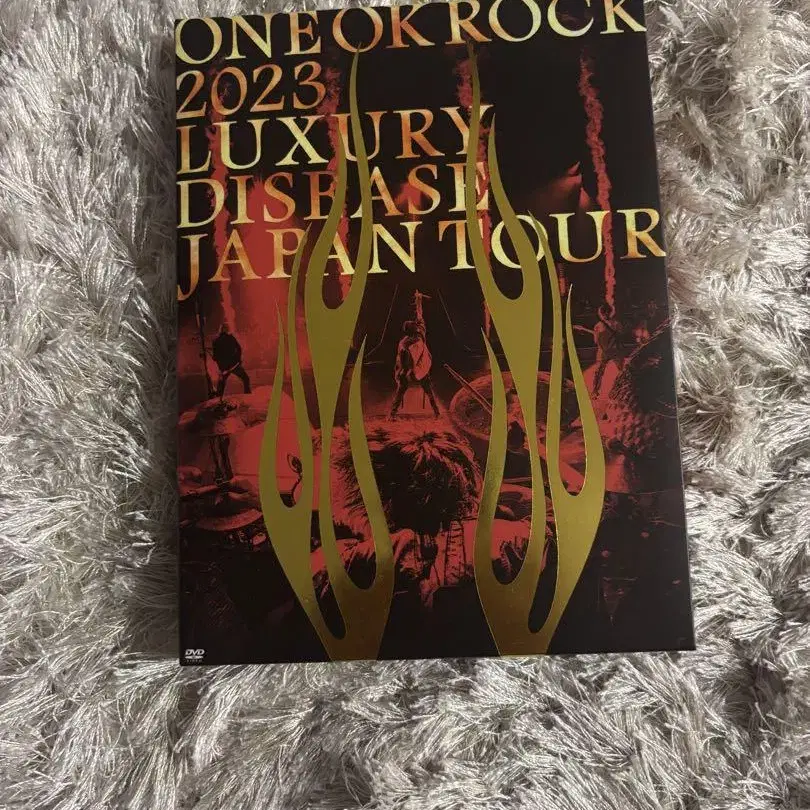 ONE OK ROCK
2023
LUXURY
DISEASE
JAPAN TOUR
DVD